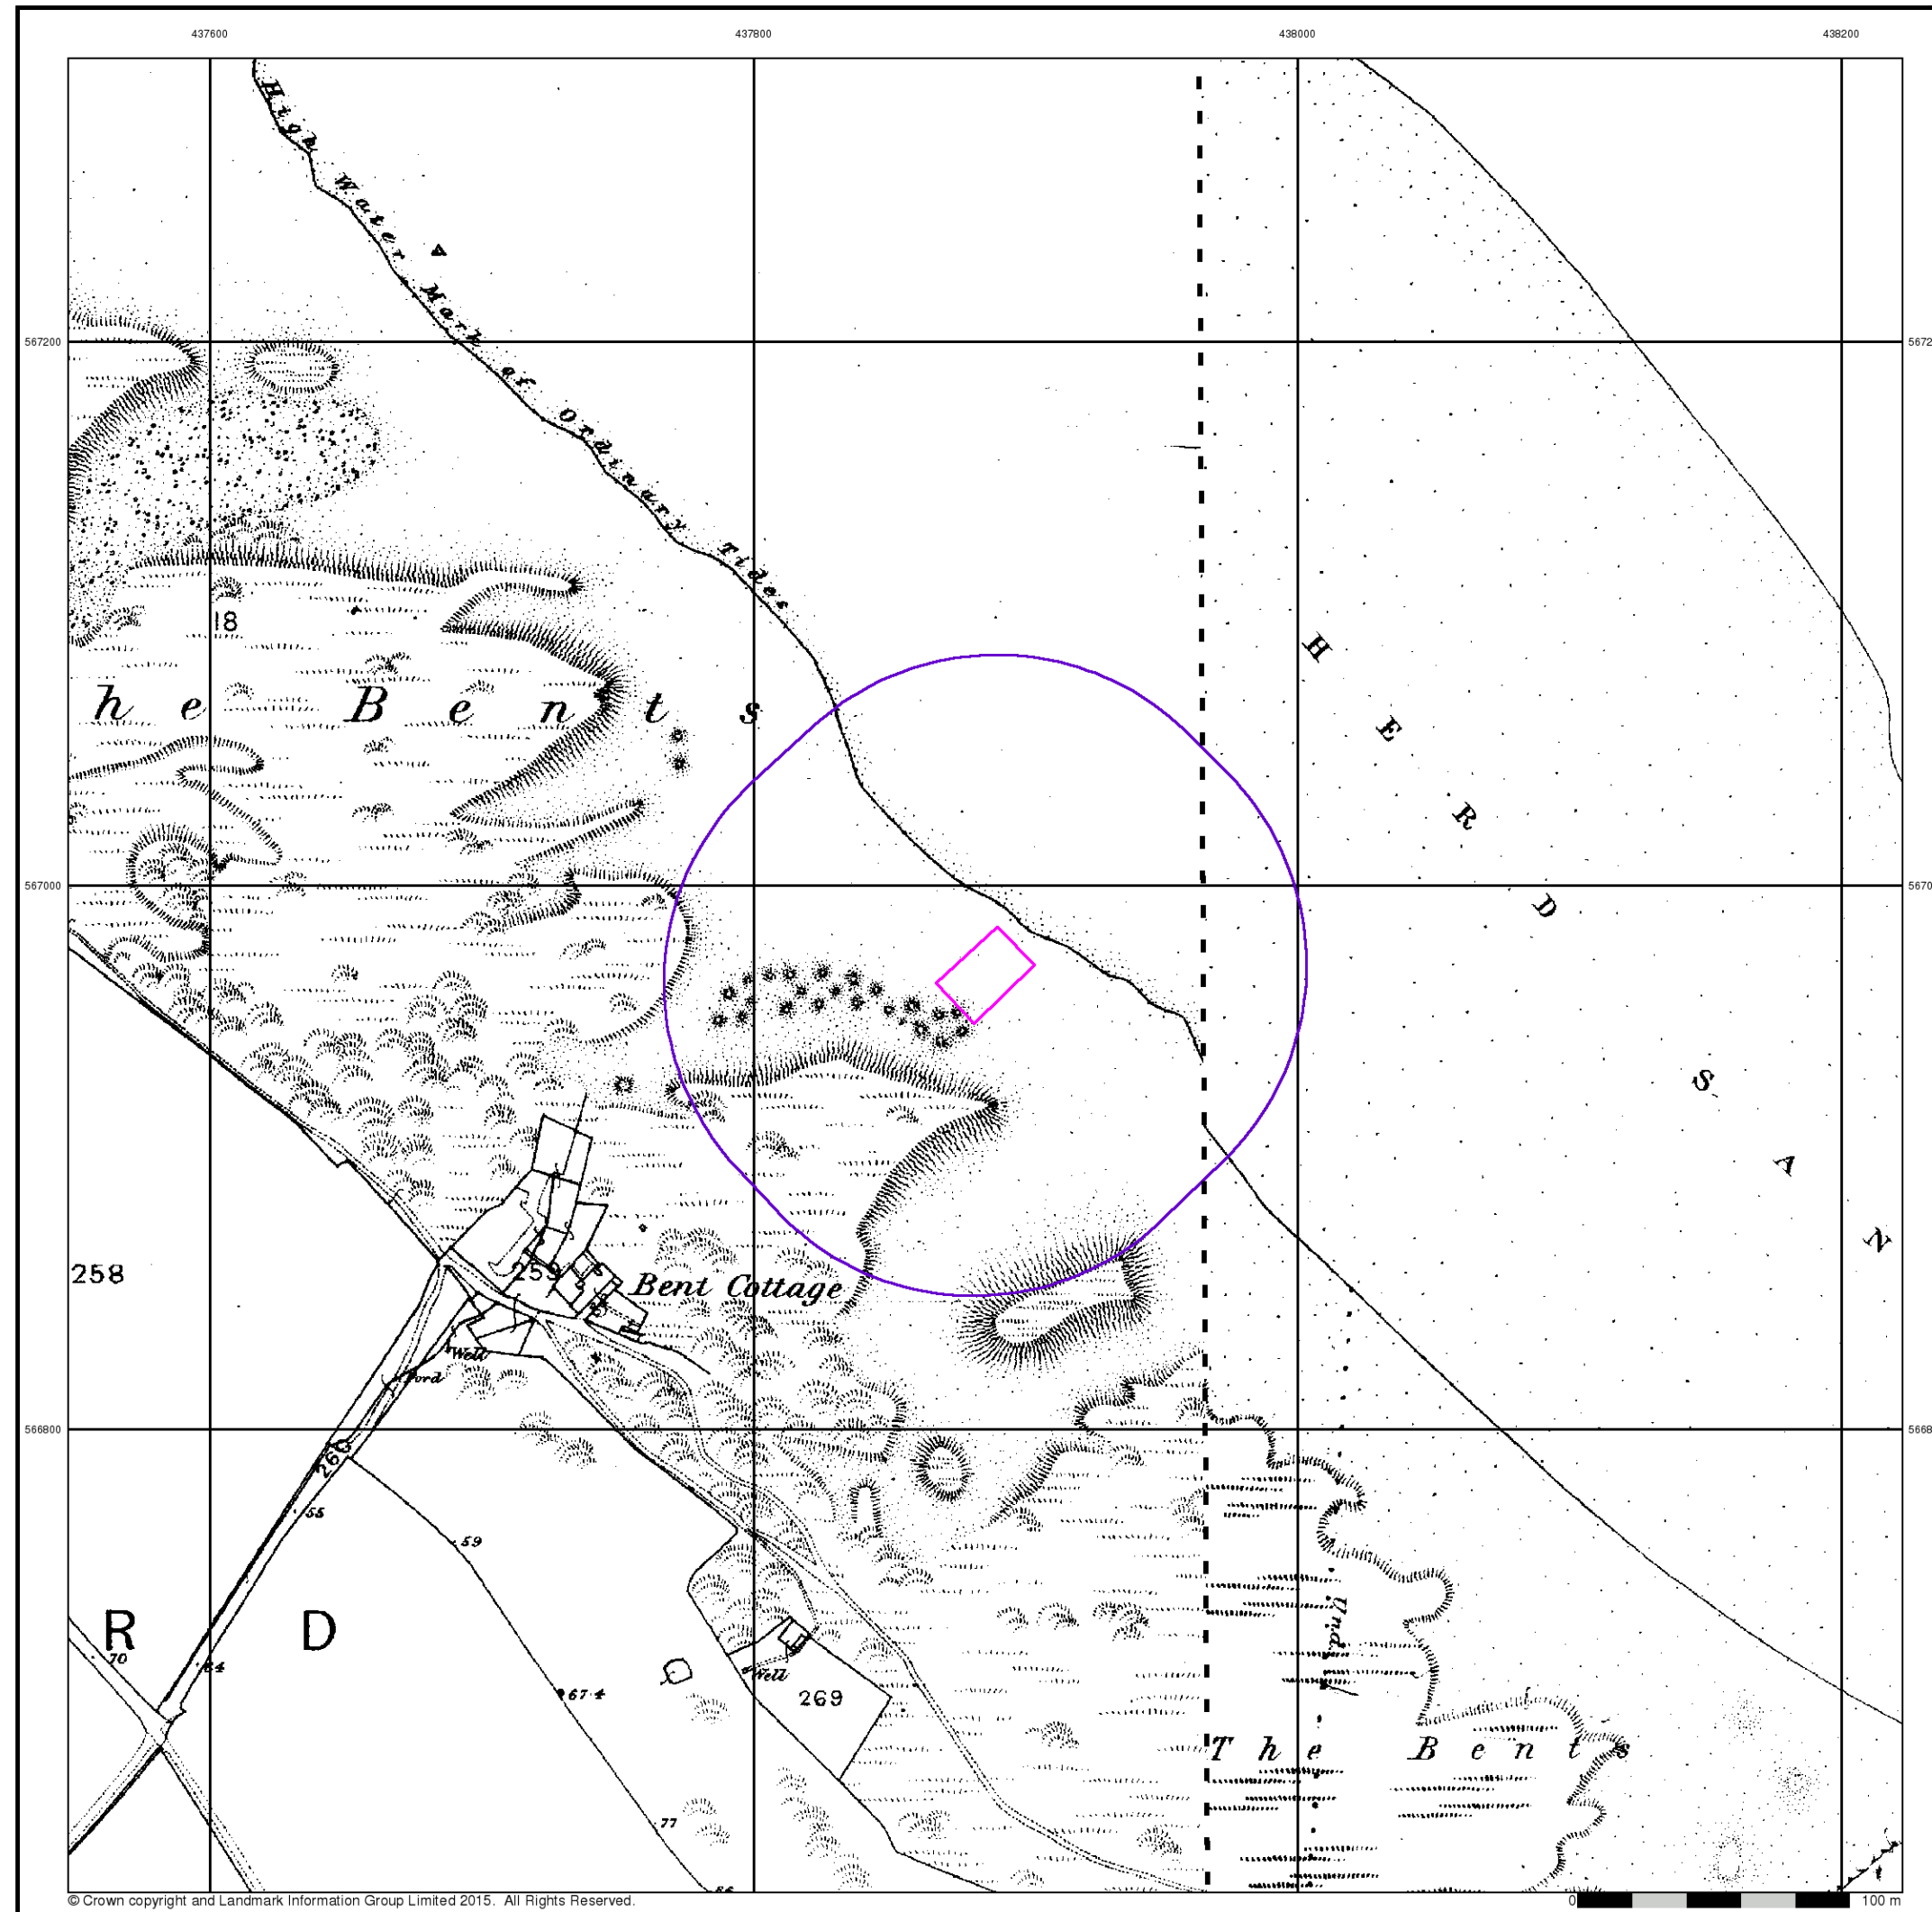 437600 437800 438000 438200
High Water Mark of Ordinary Tides
567200
18
he Bents
HERD SAN
567000
258
259
Bent Cottage
Well
Ford
566800
260
55
59
Und.
R D
70
64
67.4
Well
269
The Bents
77
© Crown copyright and Landmark Information Group Limited 2015. All Rights Reserved.
0 100 m